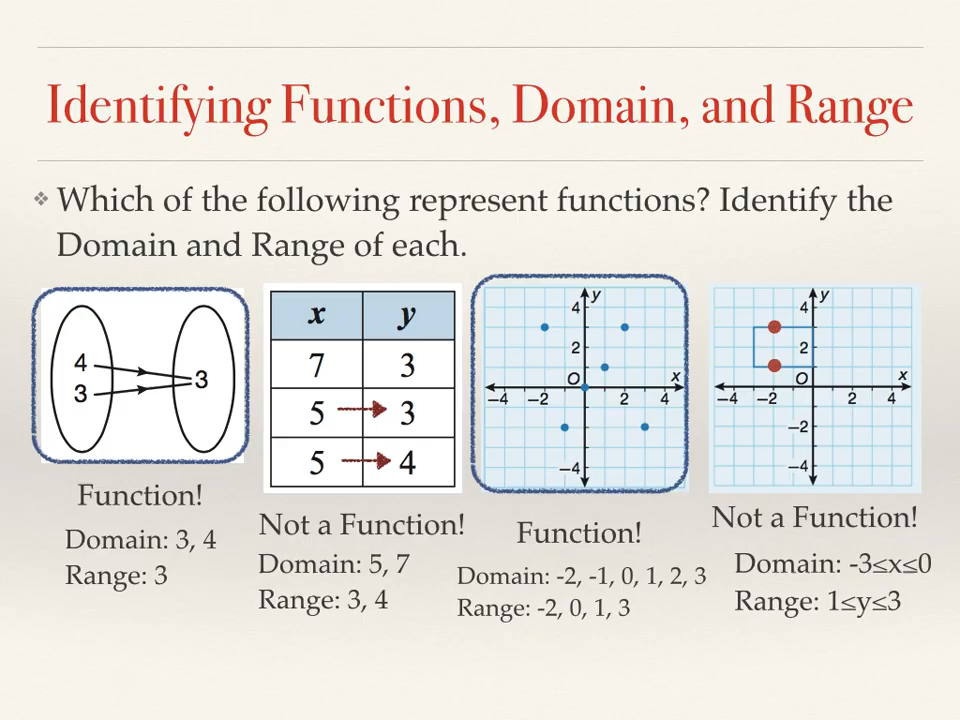 Identifying Functions, Domain, and Range
❖ Which of the following represent functions? Identify the
Domain and Range of each.
4
3
3
x y
7 3
5 3
5 4
y
4
2
O
x
−4 −2 2 4
−4
y
4
2
O
x
−4 −2 2 4
−2
−4
Function!
Domain: 3, 4
Range: 3
Not a Function!
Domain: 5, 7
Range: 3, 4
Function!
Domain: -2, -1, 0, 1, 2, 3
Range: -2, 0, 1, 3
Not a Function!
Domain: -3≤x≤0
Range: 1≤y≤3